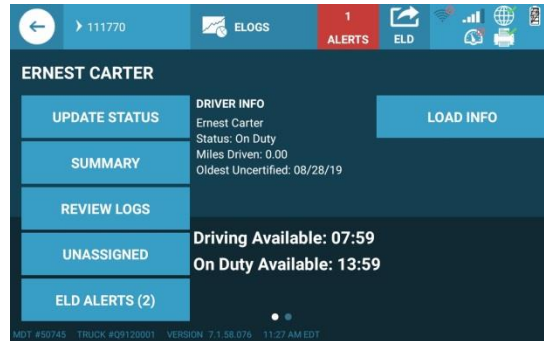 111770
ELOGS
1
ALERTS
ELD
ERNEST CARTER
UPDATE STATUS
SUMMARY
REVIEW LOGS
UNASSIGNED
ELD ALERTS (2)
DRIVER INFO
Ernest Carter
Status: On Duty
Miles Driven: 0.00
Oldest Uncertified: 08/28/19
LOAD INFO
Driving Available: 07:59
On Duty Available: 13:59
MDT #50745 TRUCK #Q9120001 VERSION 7.1.58.076 11:27 AM EDT